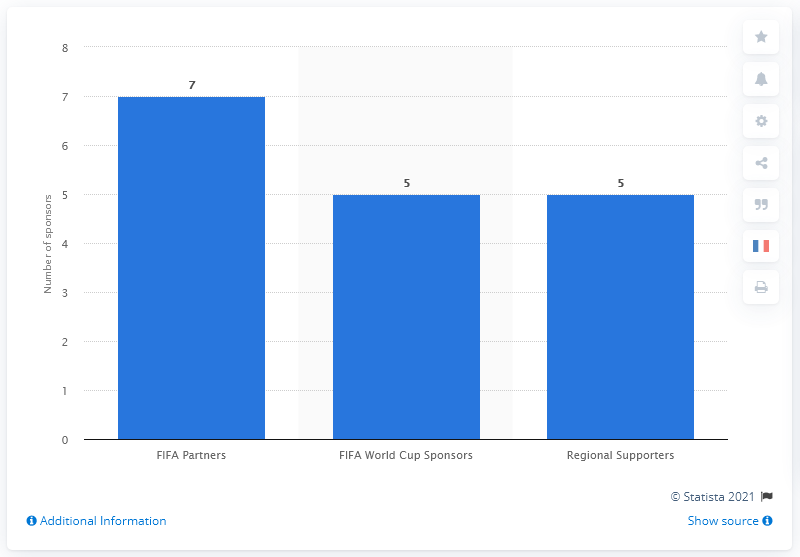 8
7
6
5
4
3
2
1
0
Number of sponsors
7
5
5
FIFA Partners
FIFA World Cup Sponsors
Regional Supporters
© Statista 2021
Additional Information
Show source